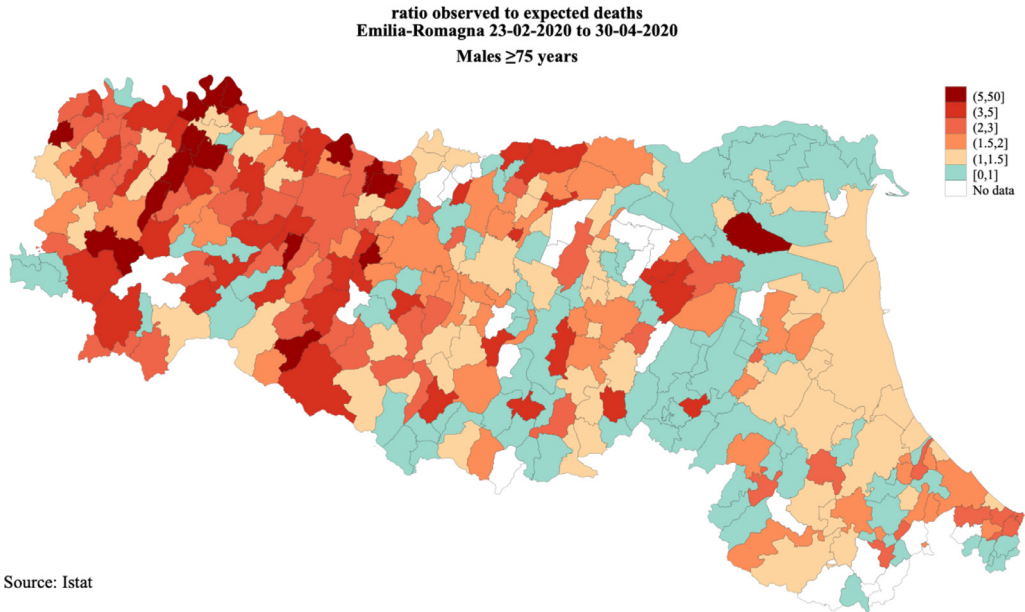 ratio observed to expected deaths
Emilia-Romagna 23-02-2020 to 30-04-2020
Males ≥75 years
(5,50]
(3,5]
(2,3]
(1.5,2]
(1,1.5]
[0,1]
No data
Source: Istat